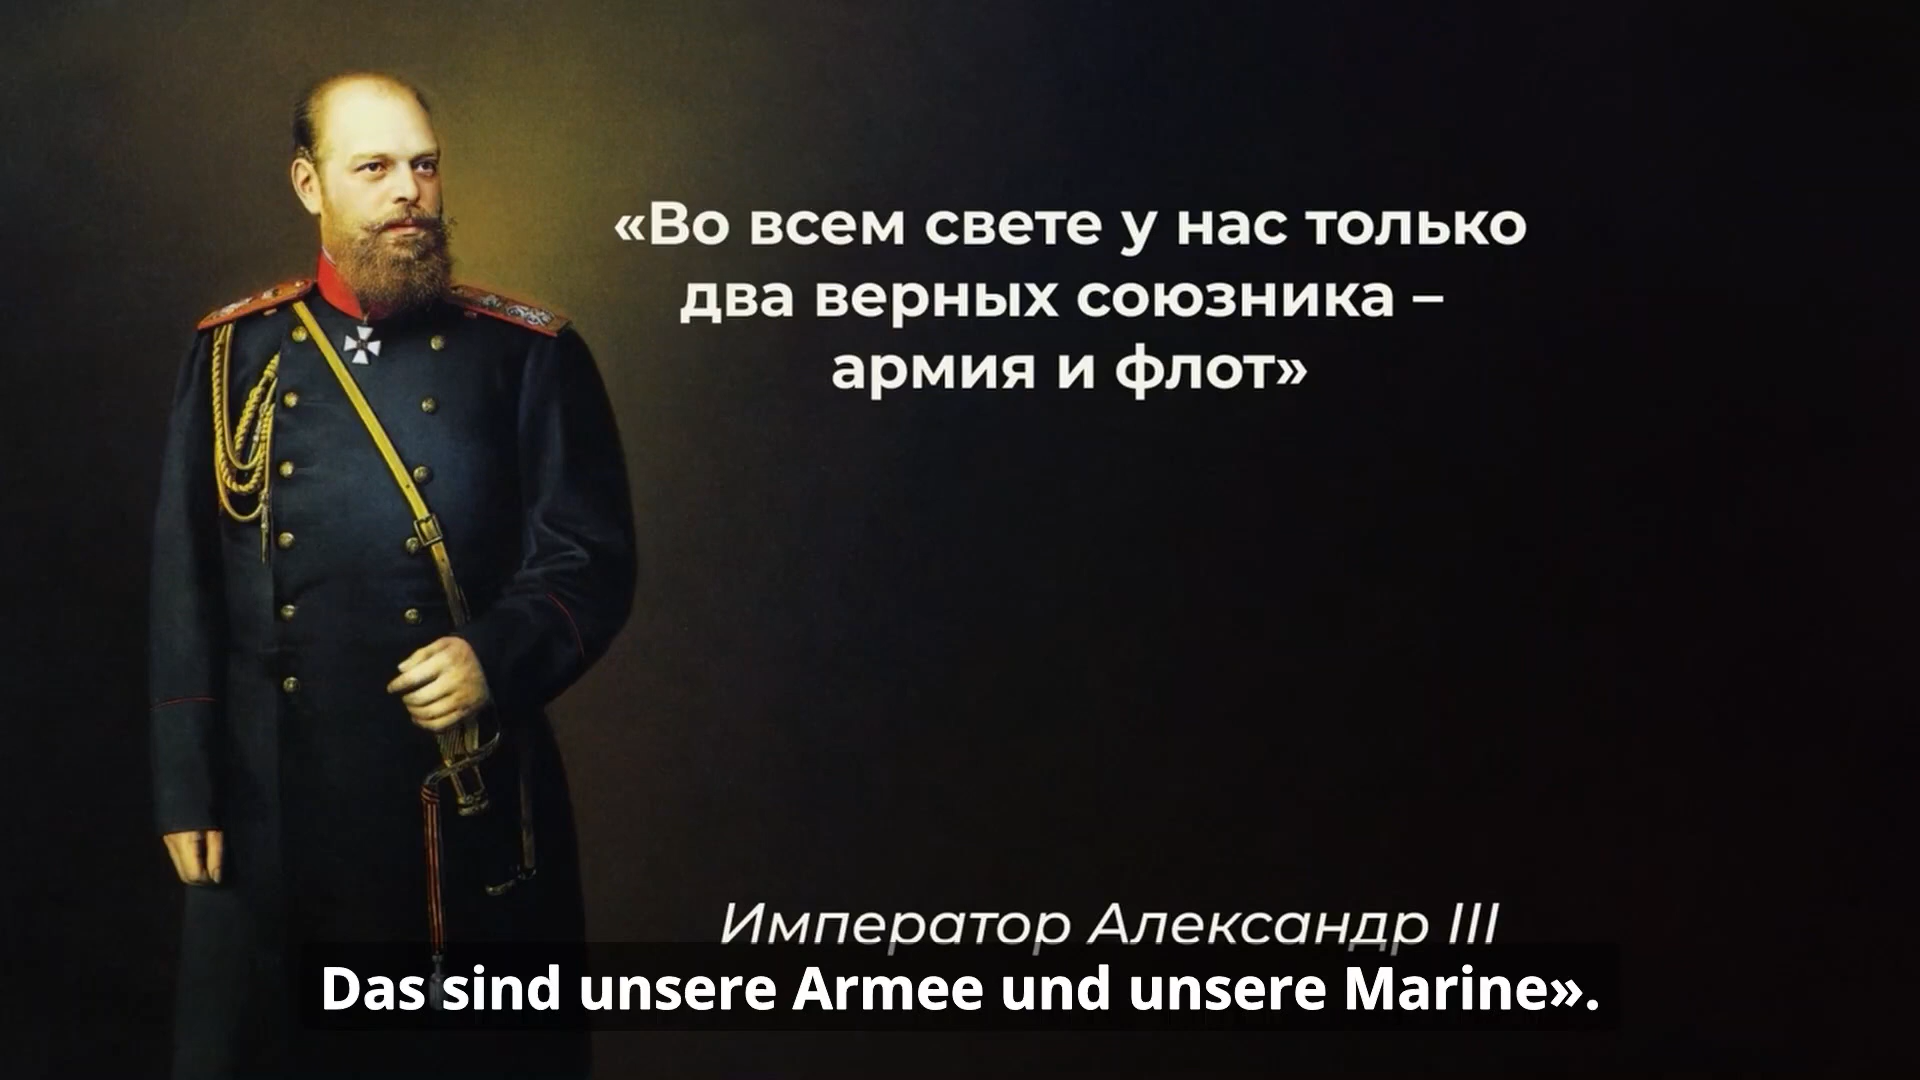 «Во всем свете у нас только
два верных союзника –
армия и флот»
Император Александр III
Das sind unsere Armee und unsere Marine».